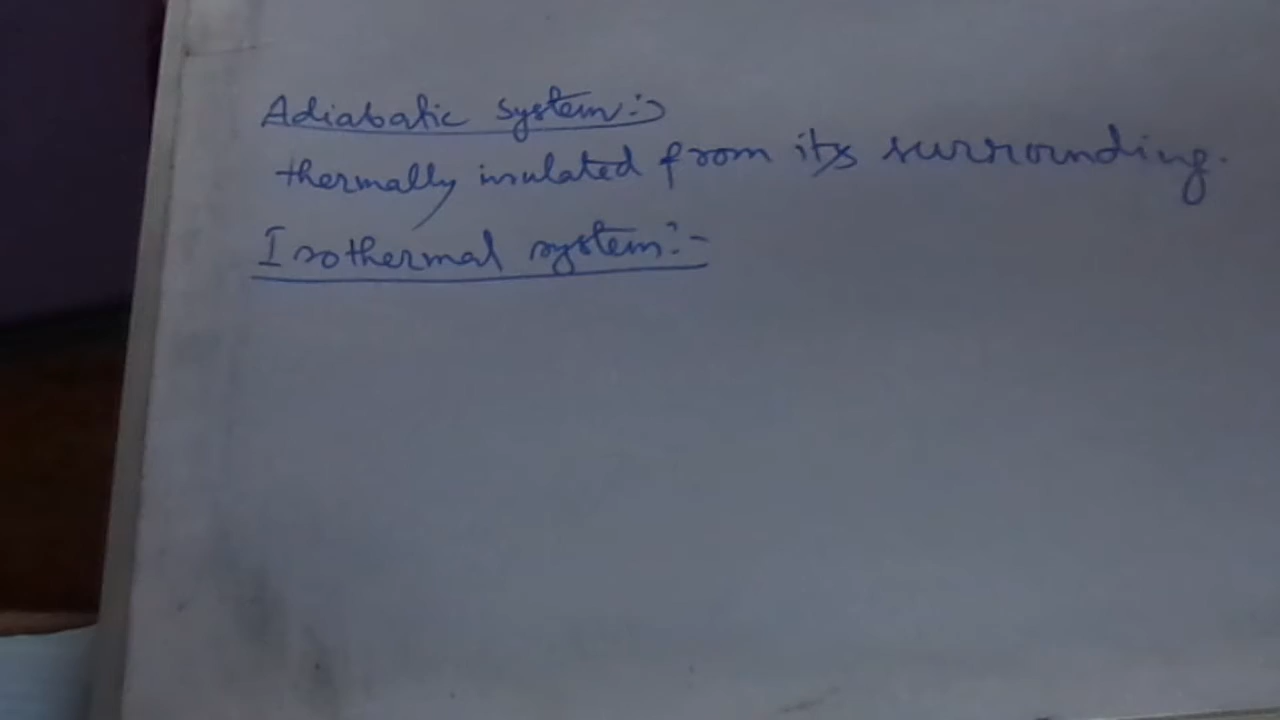 Adiabatic system:-
thermally insulated from its surrounding.
Isothermal system:-